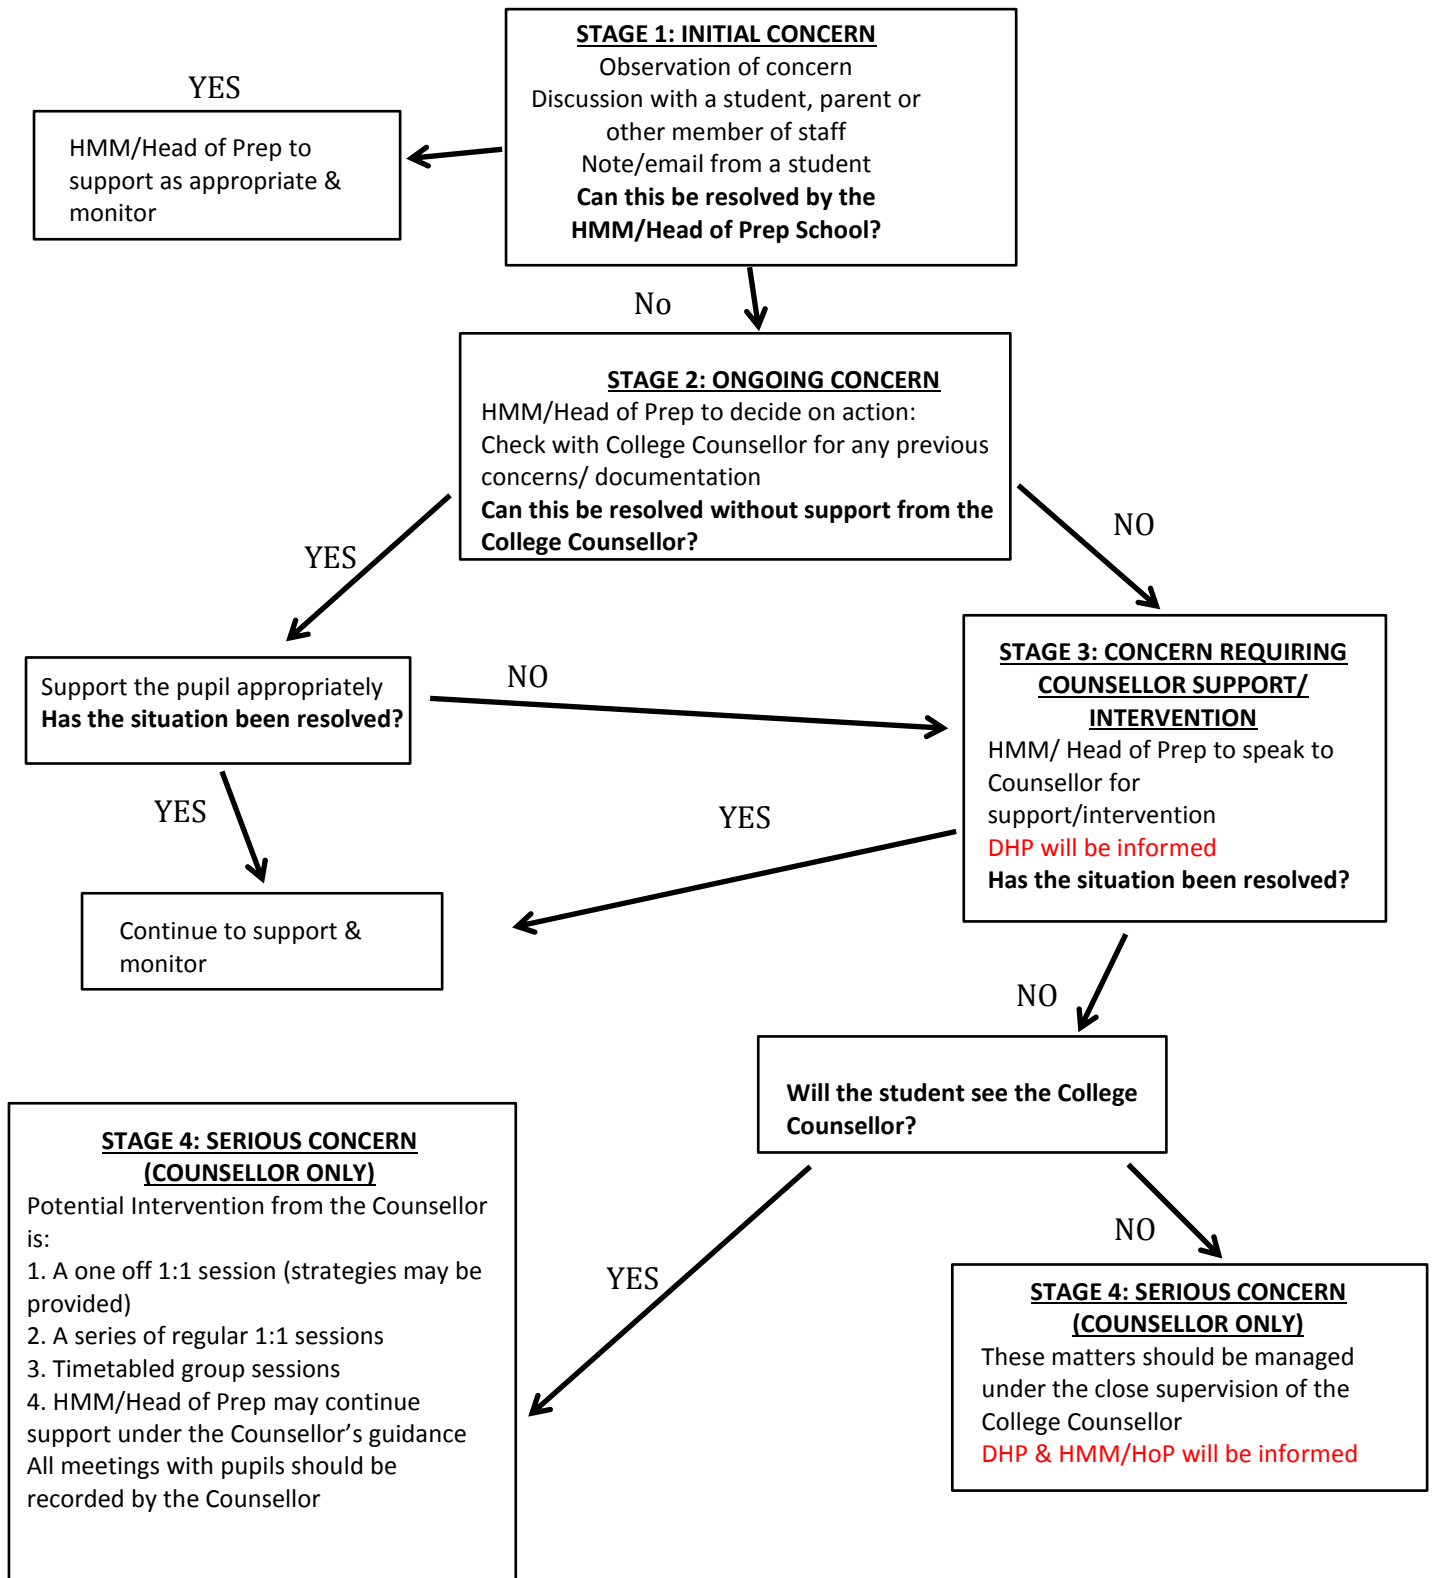 STAGE 1: INITIAL CONCERN
Observation of concern
Discussion with a student, parent or
other member of staff
Note/email from a student
Can this be resolved by the
HMM/Head of Prep School?
YES
HMM/Head of Prep to
support as appropriate &
monitor
No
STAGE 2: ONGOING CONCERN
HMM/Head of Prep to decide on action:
Check with College Counsellor for any previous
concerns/ documentation
Can this be resolved without support from the
College Counsellor?
YES
NO
Support the pupil appropriately
Has the situation been resolved?
NO
STAGE 3: CONCERN REQUIRING
COUNSELLOR SUPPORT/
INTERVENTION
HMM/ Head of Prep to speak to
Counsellor for
support/intervention
DHP will be informed
Has the situation been resolved?
YES
YES
Continue to support &
monitor
NO
Will the student see the College
Counsellor?
YES
NO
STAGE 4: SERIOUS CONCERN
(COUNSELLOR ONLY)
Potential Intervention from the Counsellor
is:
1. A one off 1:1 session (strategies may be
provided)
2. A series of regular 1:1 sessions
3. Timetabled group sessions
4. HMM/Head of Prep may continue
support under the Counsellor’s guidance
All meetings with pupils should be
recorded by the Counsellor
STAGE 4: SERIOUS CONCERN
(COUNSELLOR ONLY)
These matters should be managed
under the close supervision of the
College Counsellor
DHP & HMM/HoP will be informed